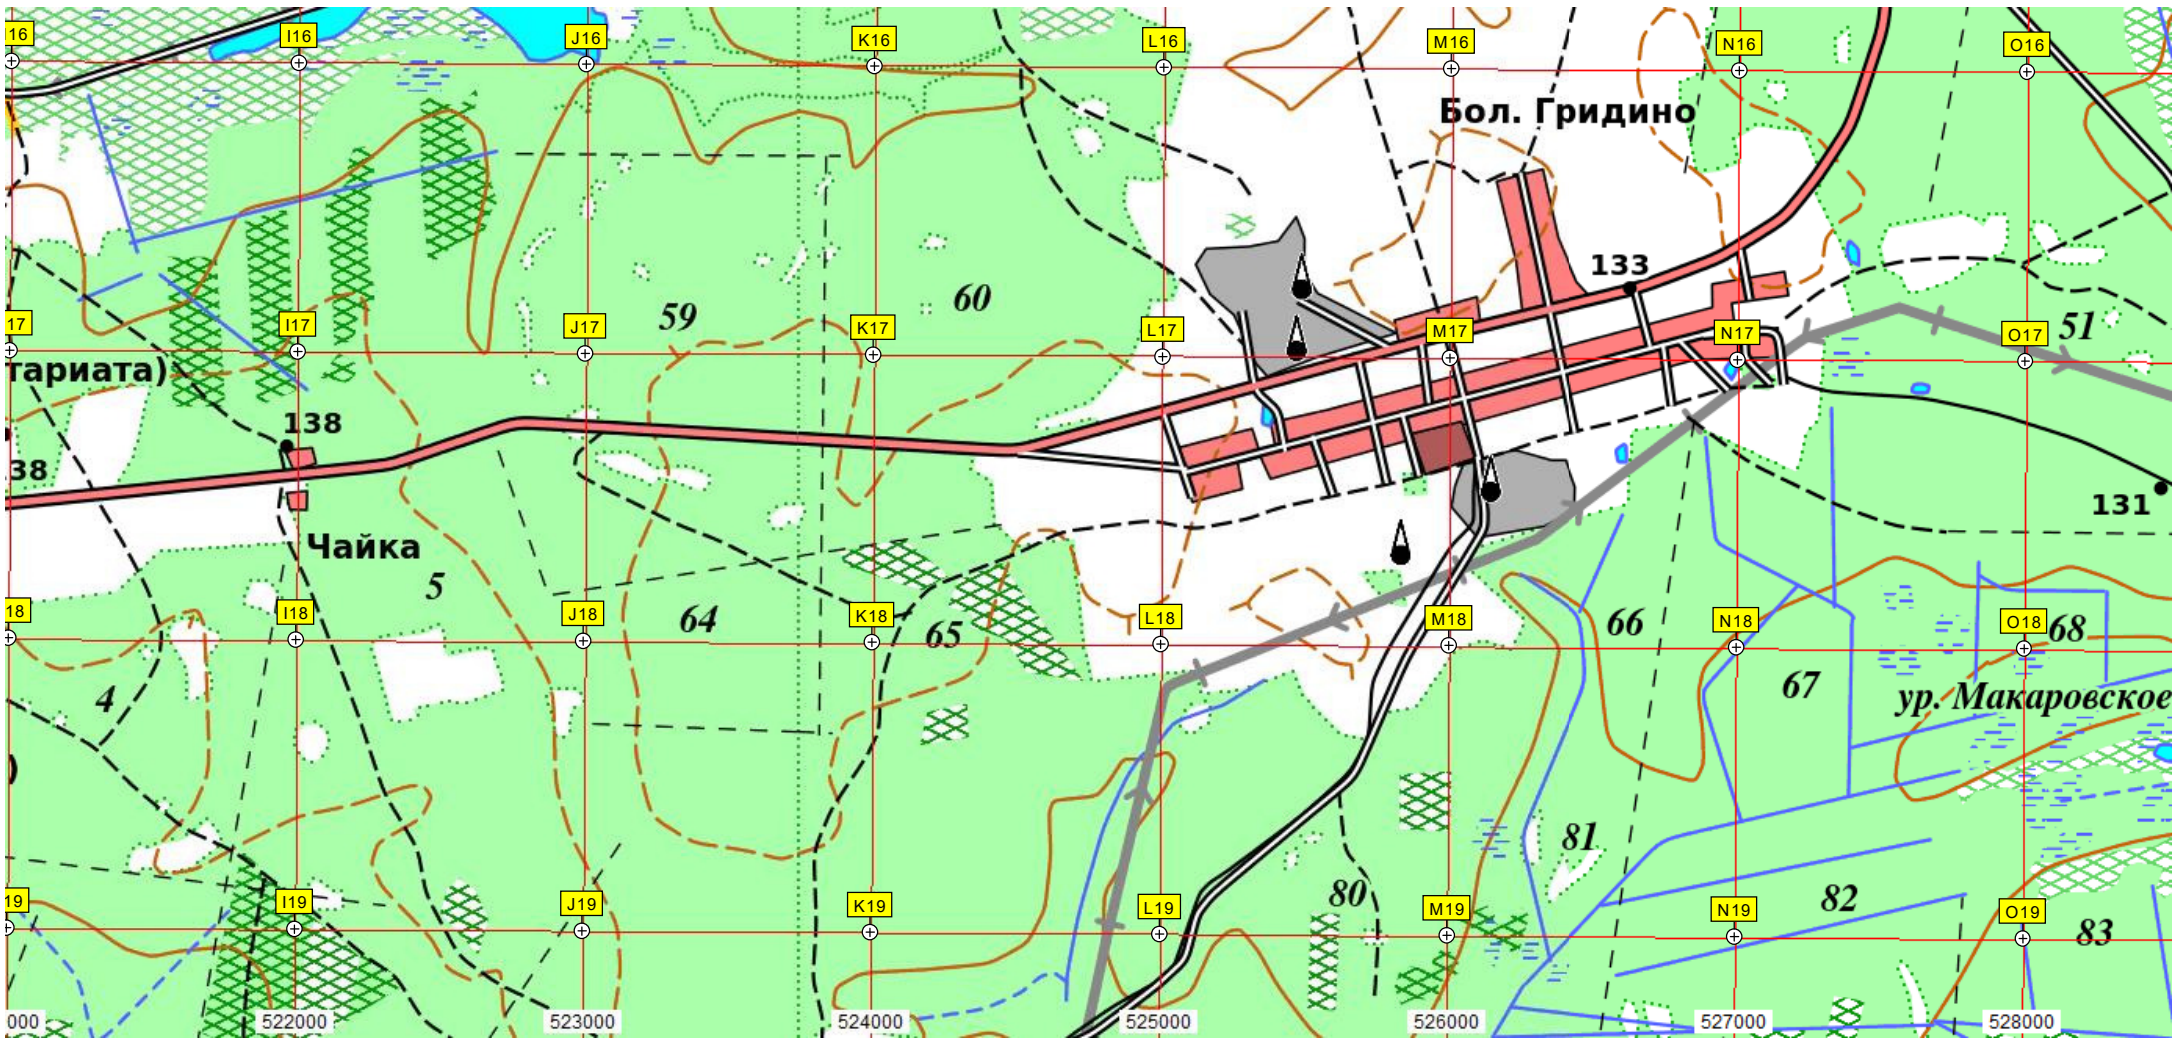 16 I16 J16 K16 L16 M16 N16 O16
Бол. Гридино
133
59 60 51
17 I17 J17 K17 L17 M17 N17 O17
тариата)
138
38
131
Чайка
5 64 65 66 67 68
18 I18 J18 K18 L18 M18 N18 O18
4
ур. Макаровское
)
81
80 82 83
19 I19 J19 K19 L19 M19 N19 O19
000 522000 523000 524000 525000 526000 527000 528000